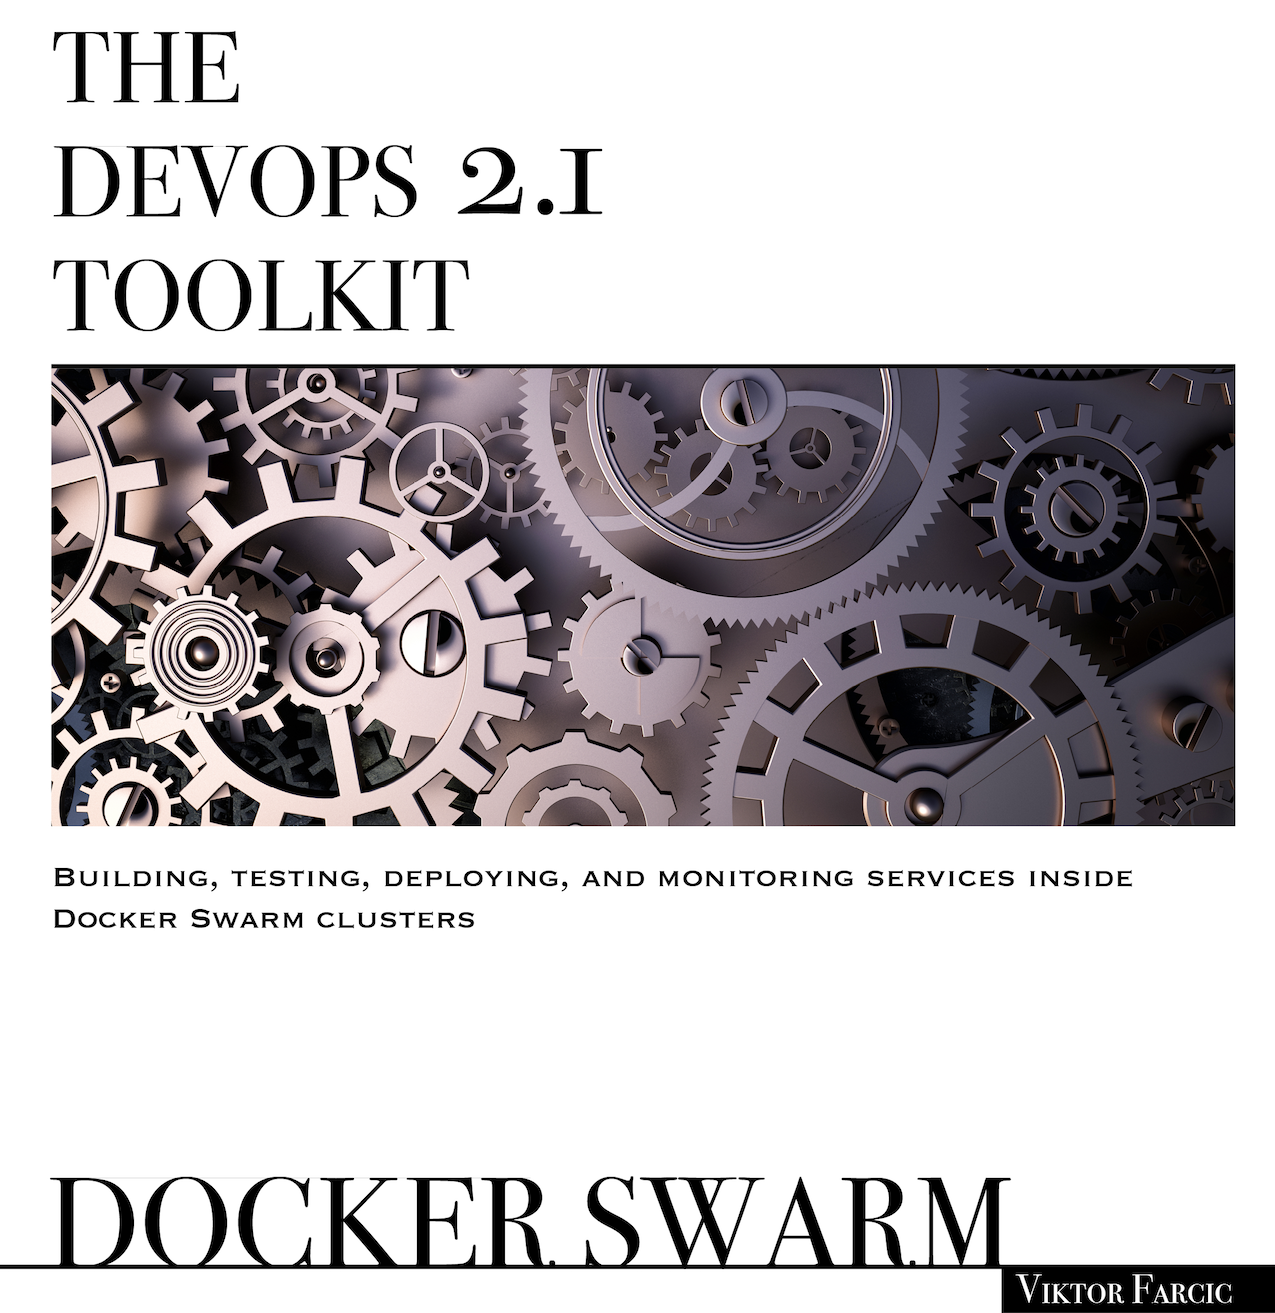 THE
DEVOPS 2.1
TOOLKIT
Building, testing, deploying, and monitoring services inside
Docker Swarm clusters
DOCKER SWARM
Viktor Farcic